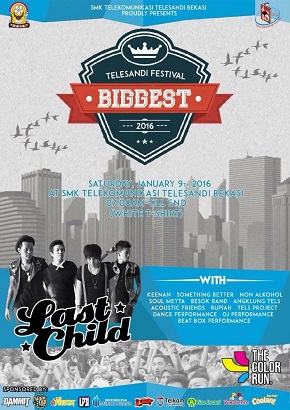 SMK TELEKOMUNIKASI TELESANDI BEKASI
PROUDLY PRESENTS
TELESANDI FESTIVAL
BIGGEST
2016
SATURDAY, JANUARY 9, 2016
AT SMK TELEKOMUNIKASI TELESANDI BEKASI
07.00AM-TILL END
(WHITE T-SHIRT)
WITH
KEENAN SOMETHING BETTER NON ALKOHOL
SOUL METTA BESOK BAND ANGKLUNG TELS
ACOUSTIC FRIENDS RUPIAH TELS PROJECT
DANCE PERFORMANCE DJ PERFORMANCE
BEAT BOX PERFORMANCE
Last
Child
THE
COLOR
RUN
SPONSORED BY: